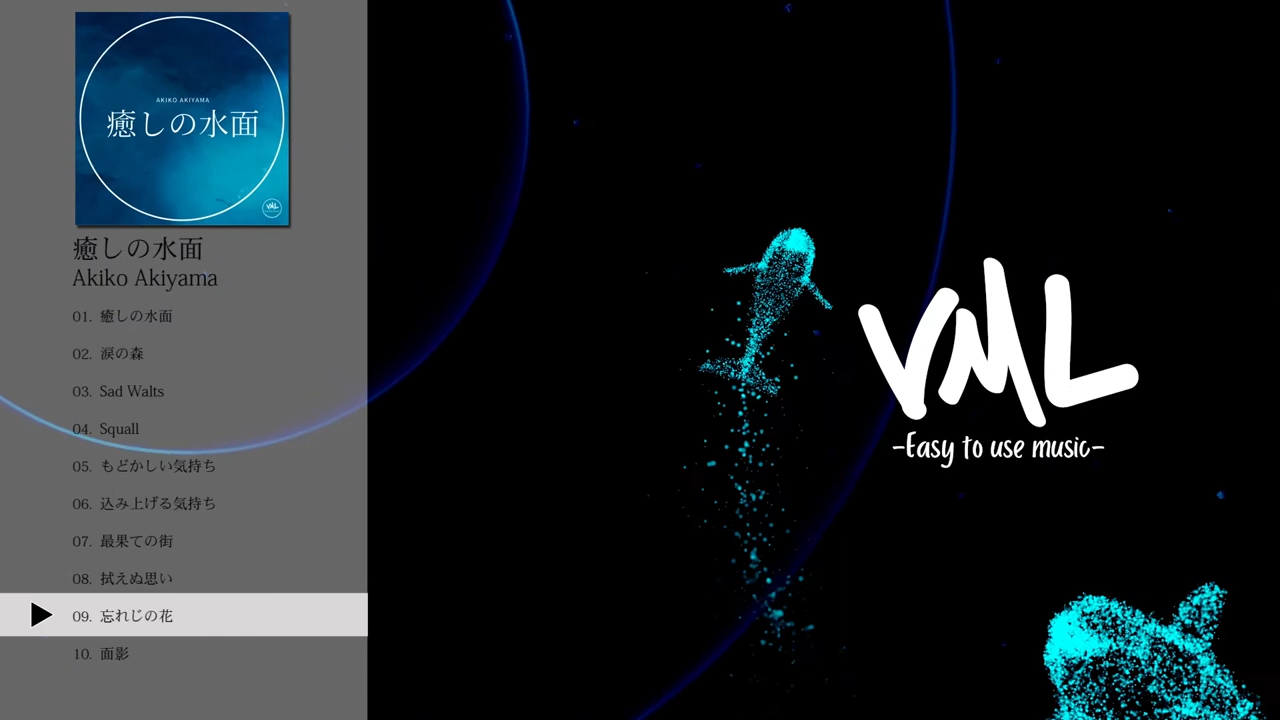 AKIKO AKIYAMA
癒しの水面
VML
癒しの水面
Akiko Akiyama
01. 癒しの水面
02. 涙の森
03. Sad Walts
04. Squall
05. もどかしい気持ち
06. 込み上げる気持ち
07. 最果ての街
08. 拭えぬ思い
09. 忘れじの花
10. 面影
VML
-Easy to use music-